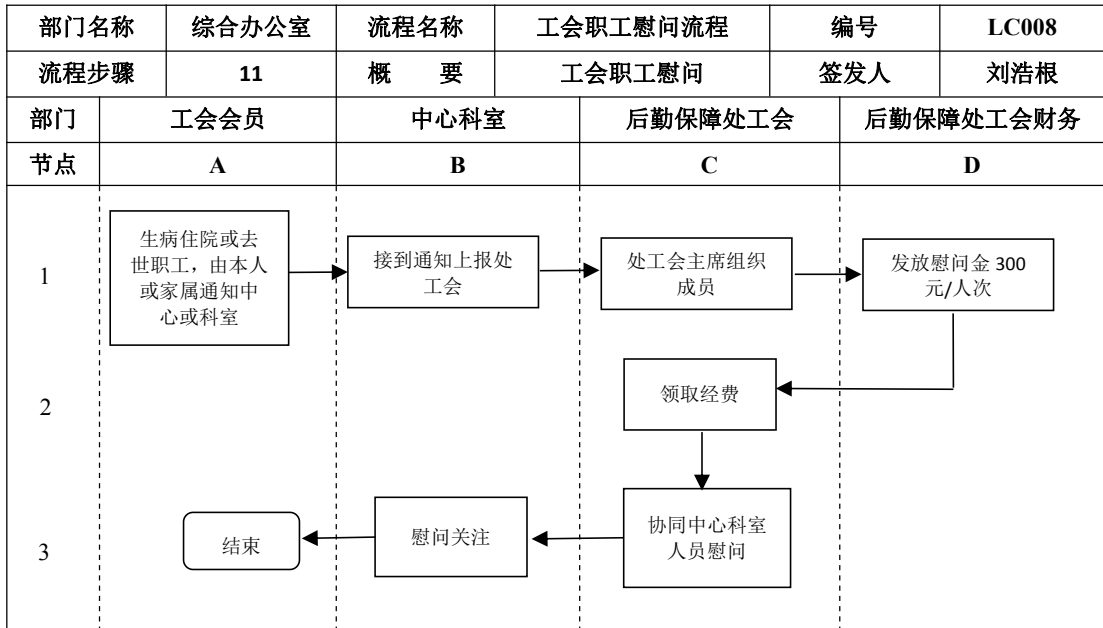 部门名称 综合办公室 流程名称 工会职工慰问流程 编号 LC008
流程步骤 11 概 要 工会职工慰问 签发人 刘浩根
部门 工会会员 中心科室 后勤保障处工会 后勤保障处工会财务
节点 A B C D
1
生病住院或去
世职工，由本人
或家属通知中
心或科室
接到通知上报处
工会
处工会主席组织
成员
发放慰问金 300
元/人次
2
领取经费
3
结束
慰问关注
协同中心科室
人员慰问